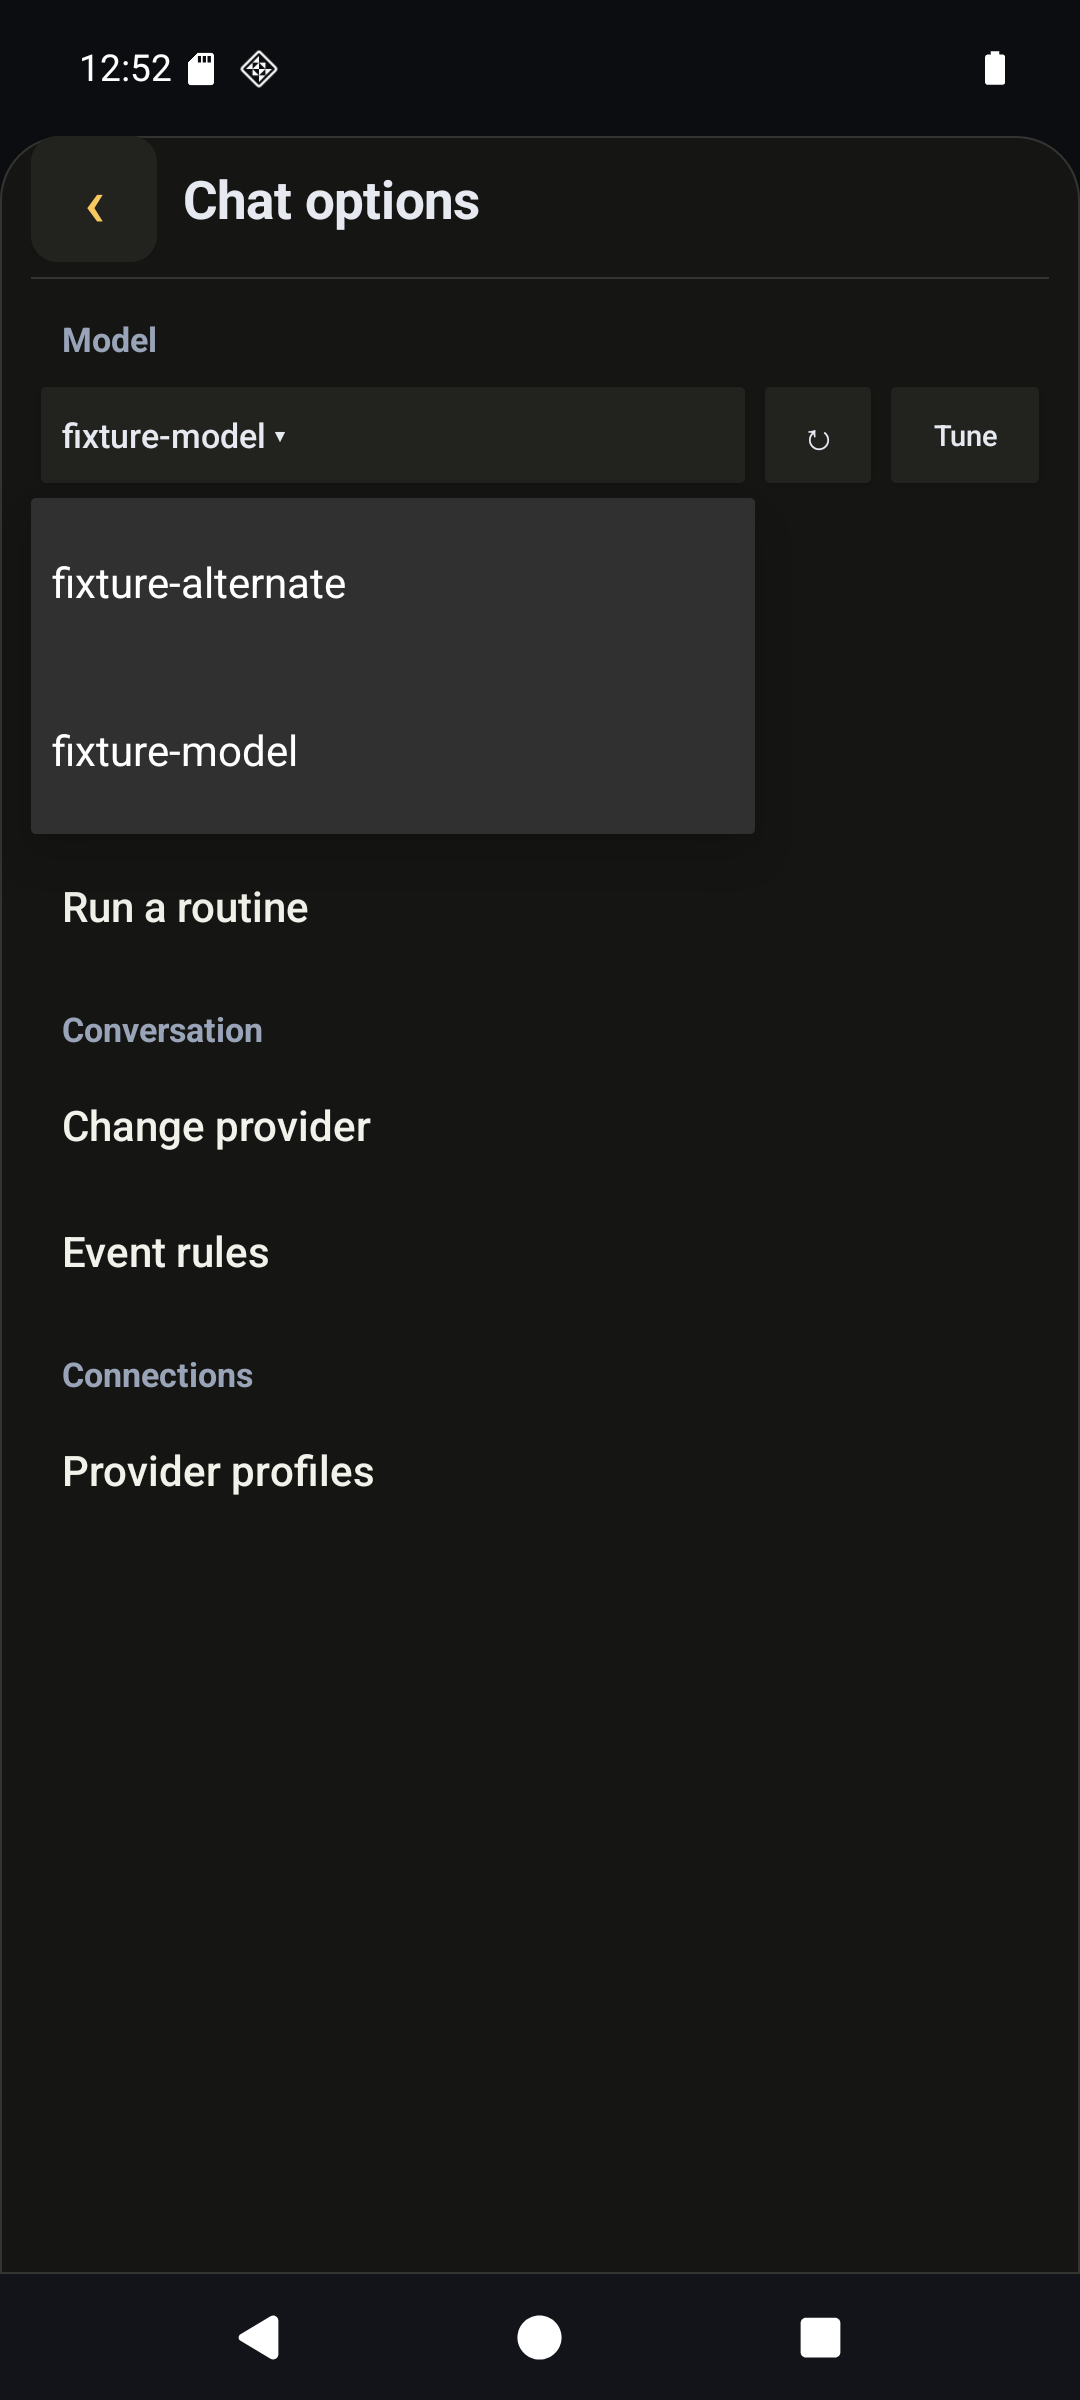 12:52
Chat options
Model
fixture-model ▾
Tune
fixture-alternate
fixture-model
Run a routine
Conversation
Change provider
Event rules
Connections
Provider profiles